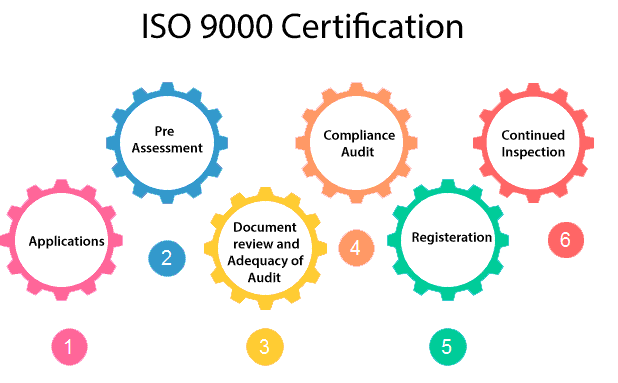 ISO 9000 Certification
Applications
1
Pre
Assessment
2
Document
review and
Adequacy of
Audit
3
Compliance
Audit
4
Registeration
5
Continued
Inspection
6